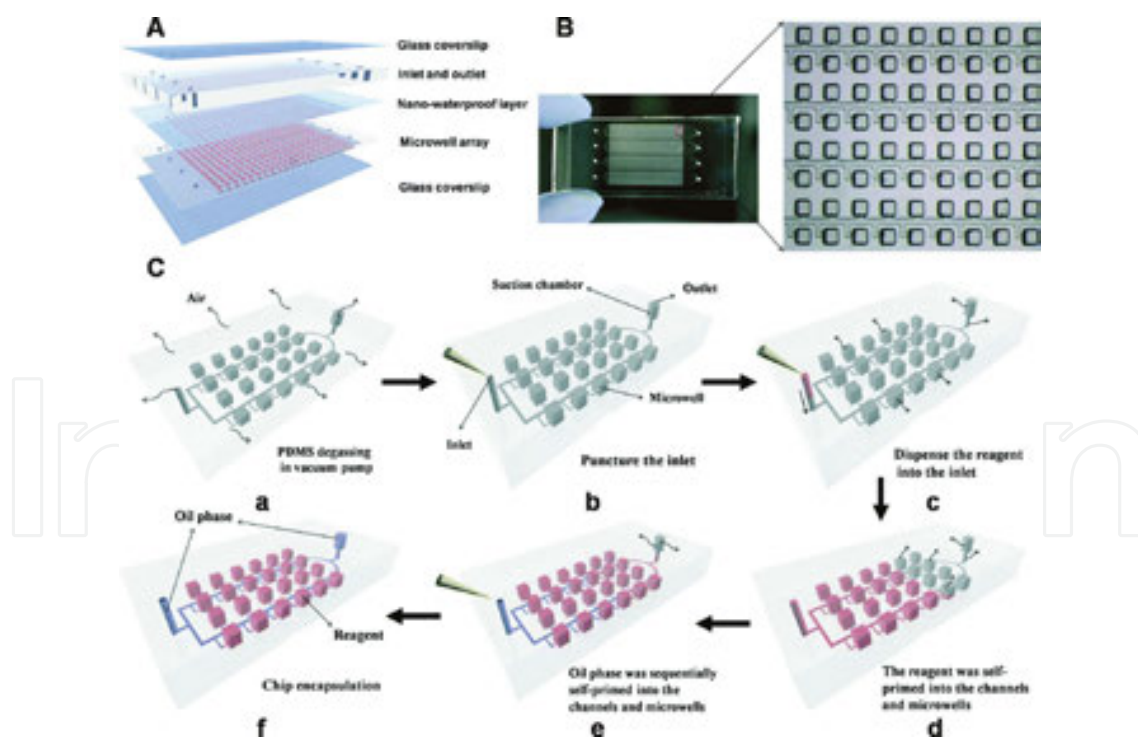 A
Glass coverslip
Inlet and outlet
Nano-waterproof layer
Microwell array
Glass coverslip
B
C
Air
PDMS degassing
in vacuum pump
a
Suction chamber
Outlet
Inlet
Microwell
Puncture the inlet
b
Dispense the reagent
into the inlet
c
The reagent was self-
primed into the channels
and microwells
d
Oil phase was sequentially
self-primed into the
channels and microwells
e
Oil phase
Reagent
Chip encapsulation
f